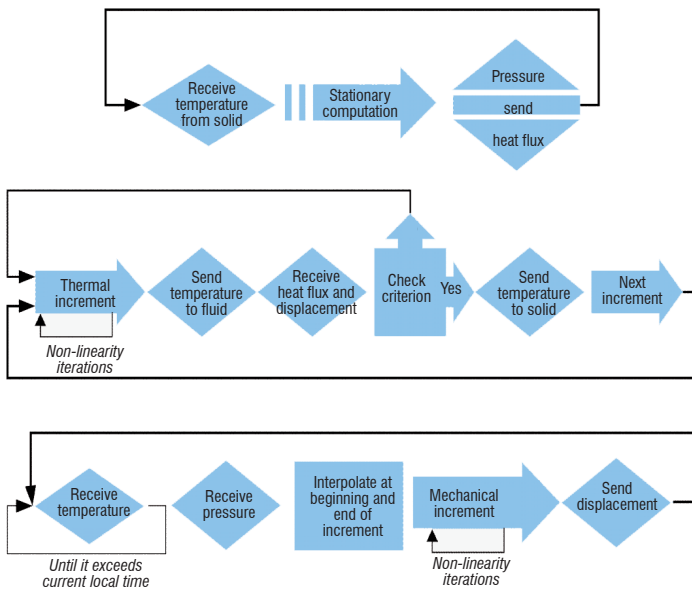 Receive
temperature
from solid
Stationary
computation
Pressure
send
heat flux
Thermal
increment
Non-linearity
iterations
Send
temperature
to fluid
Receive
heat flux and
displacement
Check
criterion
Yes
Send
temperature
to solid
Next
increment
Receive
temperature
Until it exceeds
current local time
Receive
pressure
Interpolate at
beginning and
end of
increment
Mechanical
increment
Non-linearity
iterations
Send
displacement